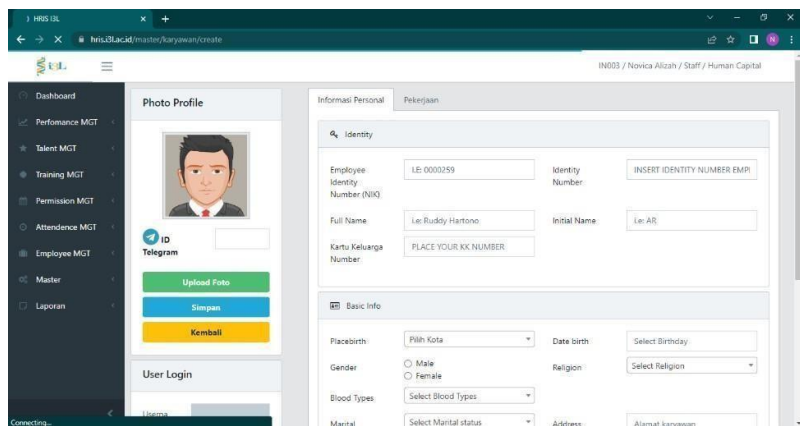 HRIS I3L
hris.i3l.ac.id/master/karyawan/create
i3L
IN003 / Novica Alizah / Staff / Human Capital
Dashboard
Perfomance MGT
Talent MGT
Training MGT
Permission MGT
Attendence MGT
Employee MGT
Master
Laporan
Photo Profile
ID
Telegram
Upload Foto
Simpan
Kembali
User Login
Userna
Informasi Personal Pekerjaan
Identity
Employee Identity Number (NIK) I.E: 0000259
Identity Number INSERT IDENTITY NUMBER EMPI
Full Name i.e: Ruddy Hartono
Initial Name i.e: AR
Kartu Keluarga Number PLACE YOUR KK NUMBER
Basic Info
Placebirth Pilih Kota
Date birth Select Birthday
Gender Male
Female
Religion Select Religion
Blood Types Select Blood Types
Marital Select Marital status
Address Alamat karyawan
Connecting...
N